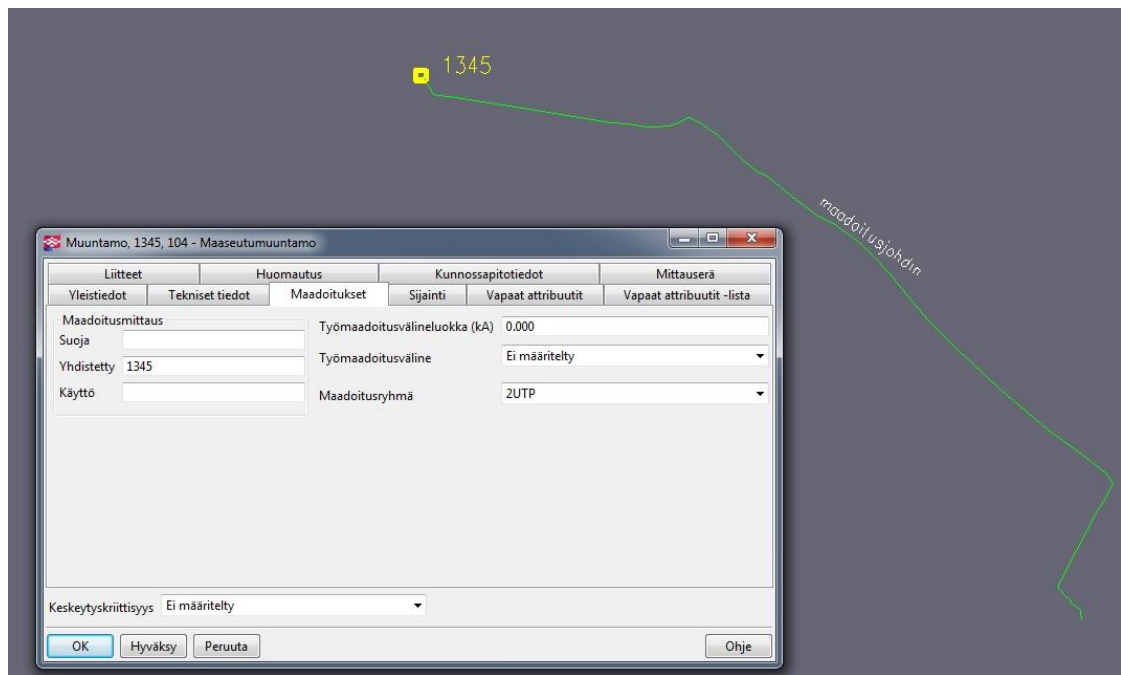 1345
maadoitusjohdin
Muuntamo, 1345, 104 - Maaseutumuuntamo
Liitteet Huomautus Kunnossapitotiedot Mittauserä
Yleistiedot Tekniset tiedot Maadoitukset Sijainti Vapaat attribuutit Vapaat attribuutit -lista
Maadoitusmittaus
Suoja
Yhdistetty 1345
Käyttö
Työmaadoitusvälineluokka (kA) 0.000
Työmaadoitusväline Ei määritelty
Maadoitusryhmä 2UTP
Keskeytyskriittisyys Ei määritelty
OK Hyväksy Peruuta Ohje